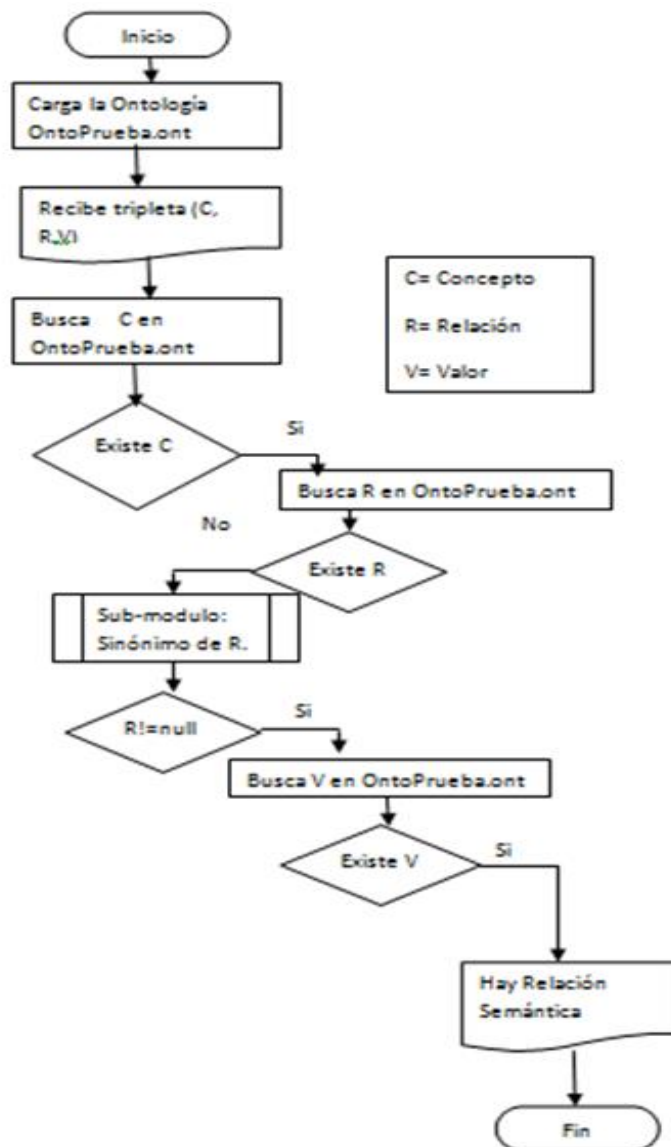 Inicio
Carga la Ontología
OntoPrueba.ont
Recibe tripleta (C,
R,V)
C= Concepto
R= Relación
V= Valor
Busca C en
OntoPrueba.ont
Existe C
Si
Busca R en OntoPrueba.ont
No
Existe R
Sub-modulo:
Sinónimo de R.
R!=null
Si
Busca V en OntoPrueba.ont
Existe V
Si
Hay Relación
Semántica
Fin